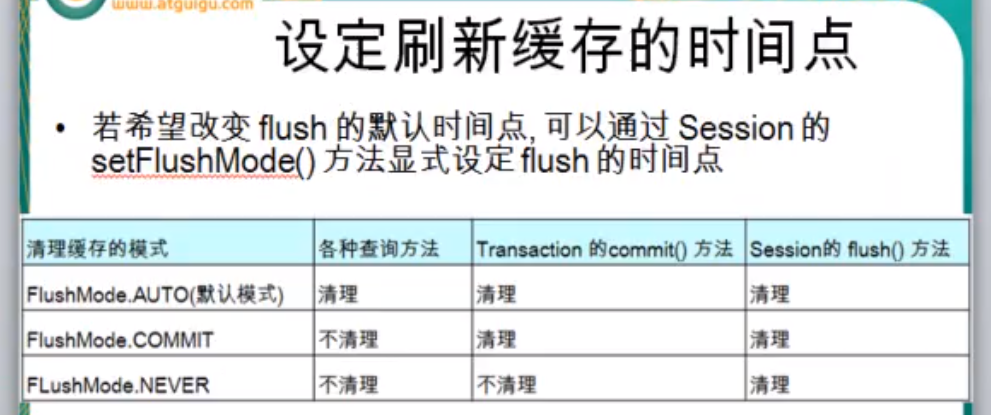 www.atguigu.com
设定刷新缓存的时间点
• 若希望改变 flush 的默认时间点, 可以通过 Session 的
setFlushMode() 方法显式设定 flush 的时间点
清理缓存的模式 各种查询方法 Transaction 的commit() 方法 Session的 flush() 方法
FlushMode.AUTO(默认模式) 清理 清理 清理
FlushMode.COMMIT 不清理 清理 清理
FLushMode.NEVER 不清理 不清理 清理